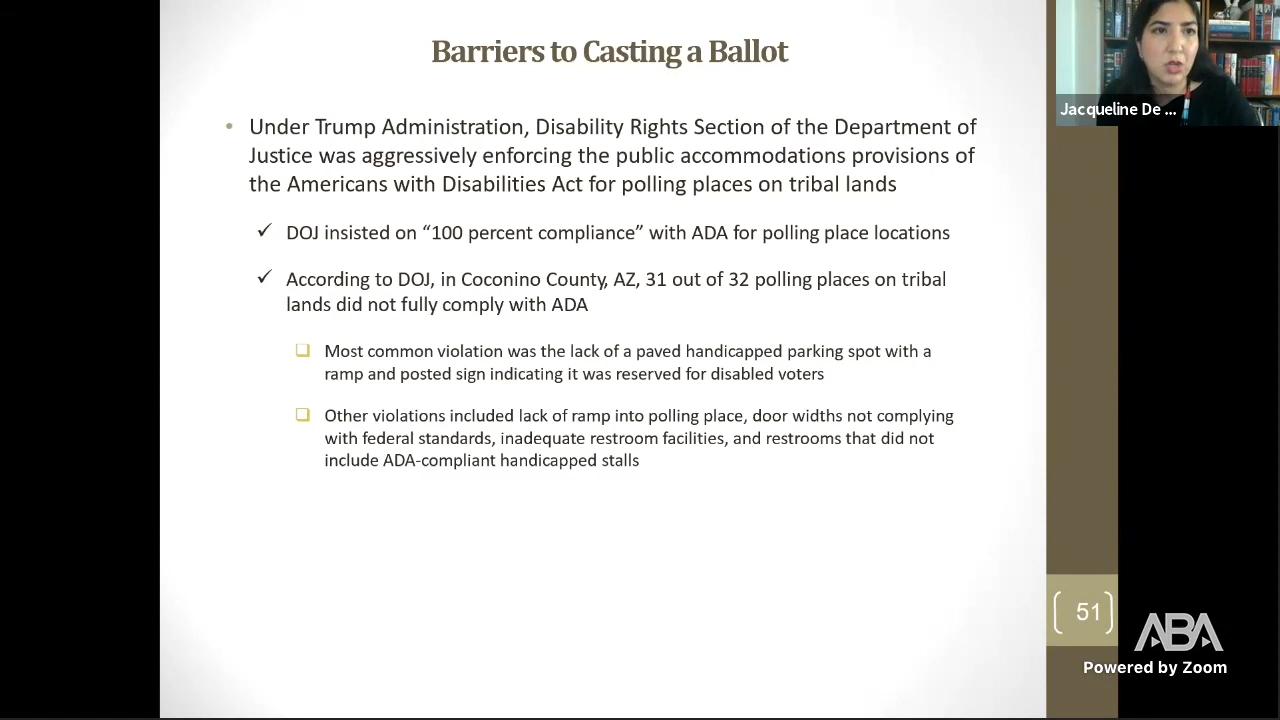 Barriers to Casting a Ballot
Jacqueline De ...
• Under Trump Administration, Disability Rights Section of the Department of
Justice was aggressively enforcing the public accommodations provisions of
the Americans with Disabilities Act for polling places on tribal lands
✓ DOJ insisted on “100 percent compliance” with ADA for polling place locations
✓ According to DOJ, in Coconino County, AZ, 31 out of 32 polling places on tribal
lands did not fully comply with ADA
❑ Most common violation was the lack of a paved handicapped parking spot with a
ramp and posted sign indicating it was reserved for disabled voters
❑ Other violations included lack of ramp into polling place, door widths not complying
with federal standards, inadequate restroom facilities, and restrooms that did not
include ADA-compliant handicapped stalls
51
ABA
Powered by Zoom